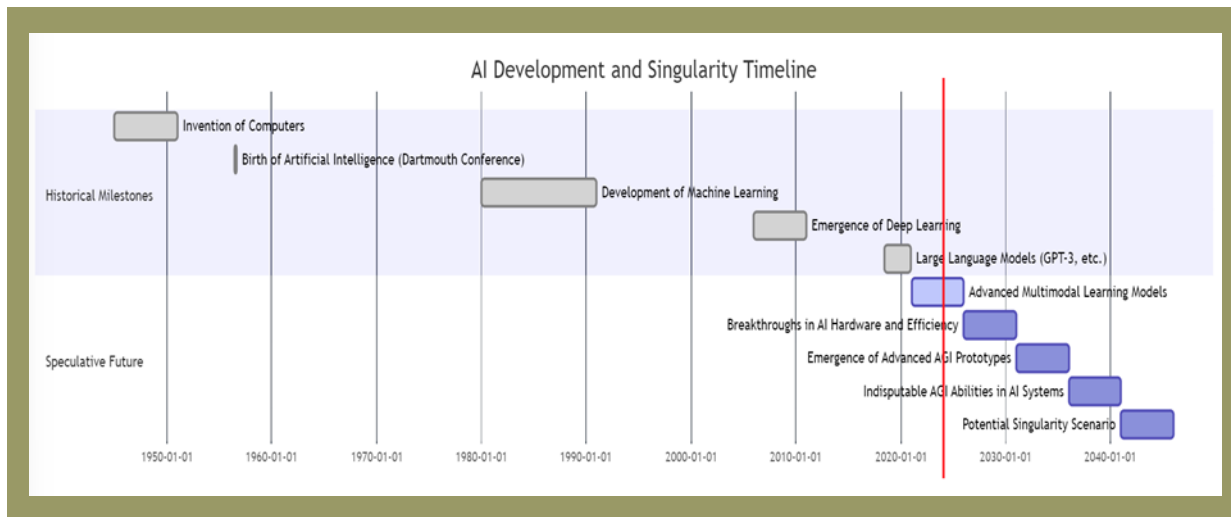 AI Development and Singularity Timeline
Invention of Computers
Birth of Artificial Intelligence (Dartmouth Conference)
Historical Milestones
Development of Machine Learning
Emergence of Deep Learning
Large Language Models (GPT-3, etc.)
Advanced Multimodal Learning Models
Breakthroughs in AI Hardware and Efficiency
Speculative Future
Emergence of Advanced AGI Prototypes
Indisputable AGI Abilities in AI Systems
Potential Singularity Scenario
1950-01-01 1960-01-01 1970-01-01 1980-01-01 1990-01-01 2000-01-01 2010-01-01 2020-01-01 2030-01-01 2040-01-01